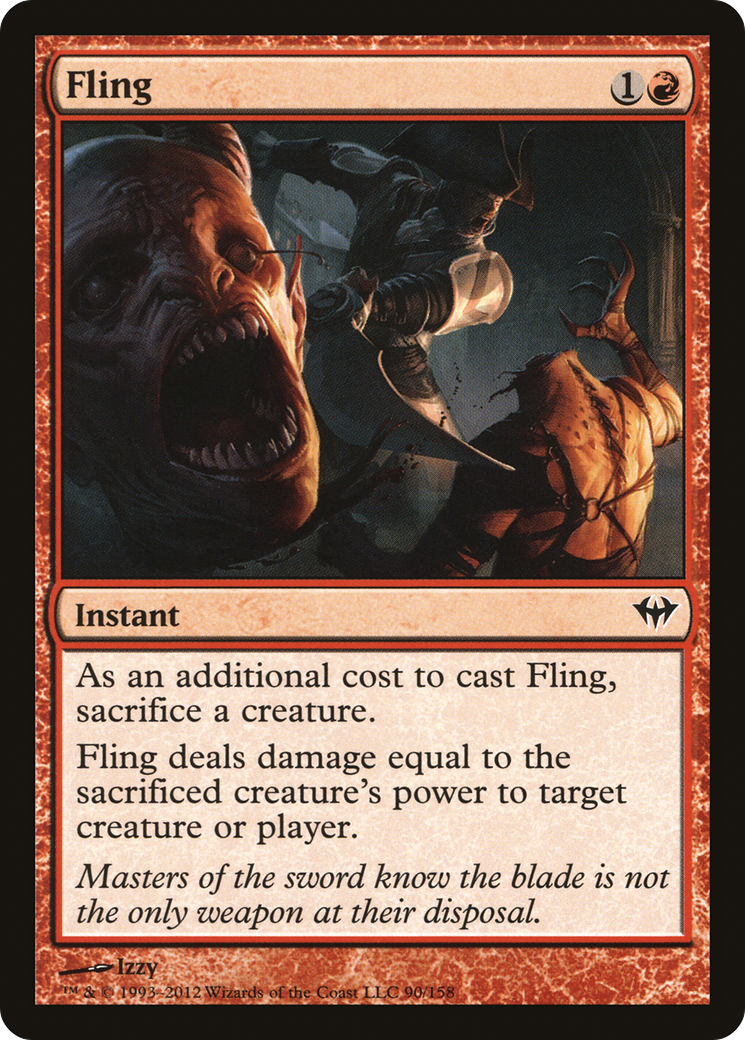 Fling 1
Instant
As an additional cost to cast Fling,
sacrifice a creature.
Fling deals damage equal to the
sacrificed creature's power to target
creature or player.
Masters of the sword know the blade is not
the only weapon at their disposal.
Izzy
™ & © 1993–2012 Wizards of the Coast LLC 90/158